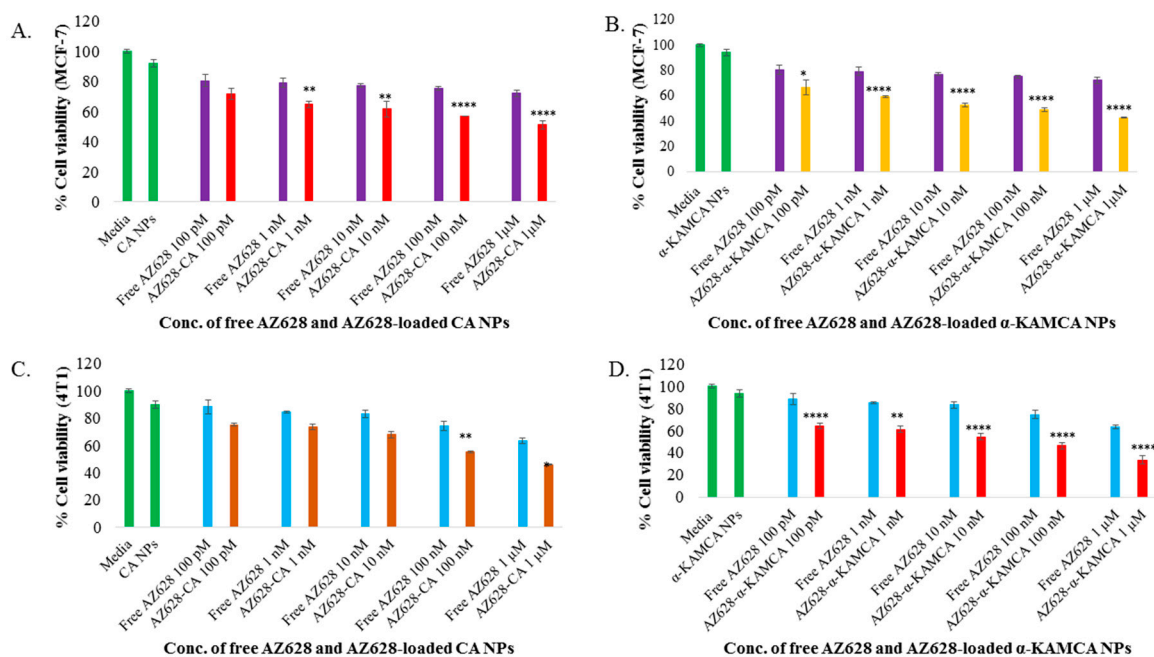 A.
% Cell viability (MCF-7)
120
100
80
60
40
20
0
**
**
****
****
Media
CA NPs
Free AZ628 100 pM
AZ628-CA 100 pM
Free AZ628 1 nM
AZ628-CA 1 nM
Free AZ628 10 nM
AZ628-CA 10 nM
Free AZ628 100 nM
AZ628-CA 100 nM
Free AZ628 1μM
AZ628-CA 1μM
Conc. of free AZ628 and AZ628-loaded CA NPs
B.
% Cell viability (MCF-7)
120
100
80
60
40
20
0
*
****
****
****
****
Media
α-KAMCA NPs
Free AZ628 100 pM
AZ628-α-KAMCA 100 pM
Free AZ628 1 nM
AZ628-α-KAMCA 1 nM
Free AZ628 10 nM
AZ628-α-KAMCA 10 nM
Free AZ628 100 nM
AZ628-α-KAMCA 100 nM
Free AZ628 1 μM
AZ628-α-KAMCA 1μM
Conc. of free AZ628 and AZ628-loaded α-KAMCA NPs
C.
% Cell viability (4T1)
120
100
80
60
40
20
0
**
*
Media
CA NPs
Free AZ628 100 pM
AZ628-CA 100 pM
Free AZ628 1 nM
AZ628-CA 1 nM
Free AZ628 10 nM
AZ628-CA 10 nM
Free AZ628 100 nM
AZ628-CA 100 nM
Free AZ628 1 μM
AZ628-CA 1 μM
Conc. of free AZ628 and AZ628-loaded CA NPs
D.
% Cell viability (4T1)
120
100
80
60
40
20
0
****
**
****
****
****
Media
α-KAMCA NPs
Free AZ628 100 pM
AZ628-α-KAMCA 100 pM
Free AZ628 1 nM
AZ628-α-KAMCA 1 nM
Free AZ628 10 nM
AZ628-α-KAMCA 10 nM
Free AZ628 100 nM
AZ628-α-KAMCA 100 nM
Free AZ628 1 μM
AZ628-α-KAMCA 1 μM
Conc. of free AZ628 and AZ628-loaded α-KAMCA NPs